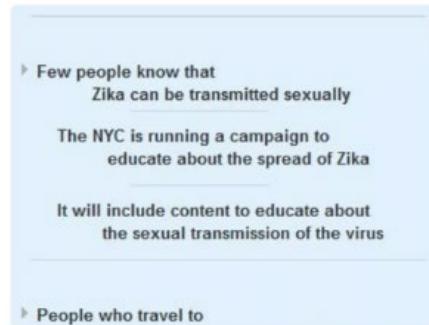 Few people know that
Zika can be transmitted sexually
The NYC is running a campaign to
educate about the spread of Zika
It will include content to educate about
the sexual transmission of the virus
People who travel to